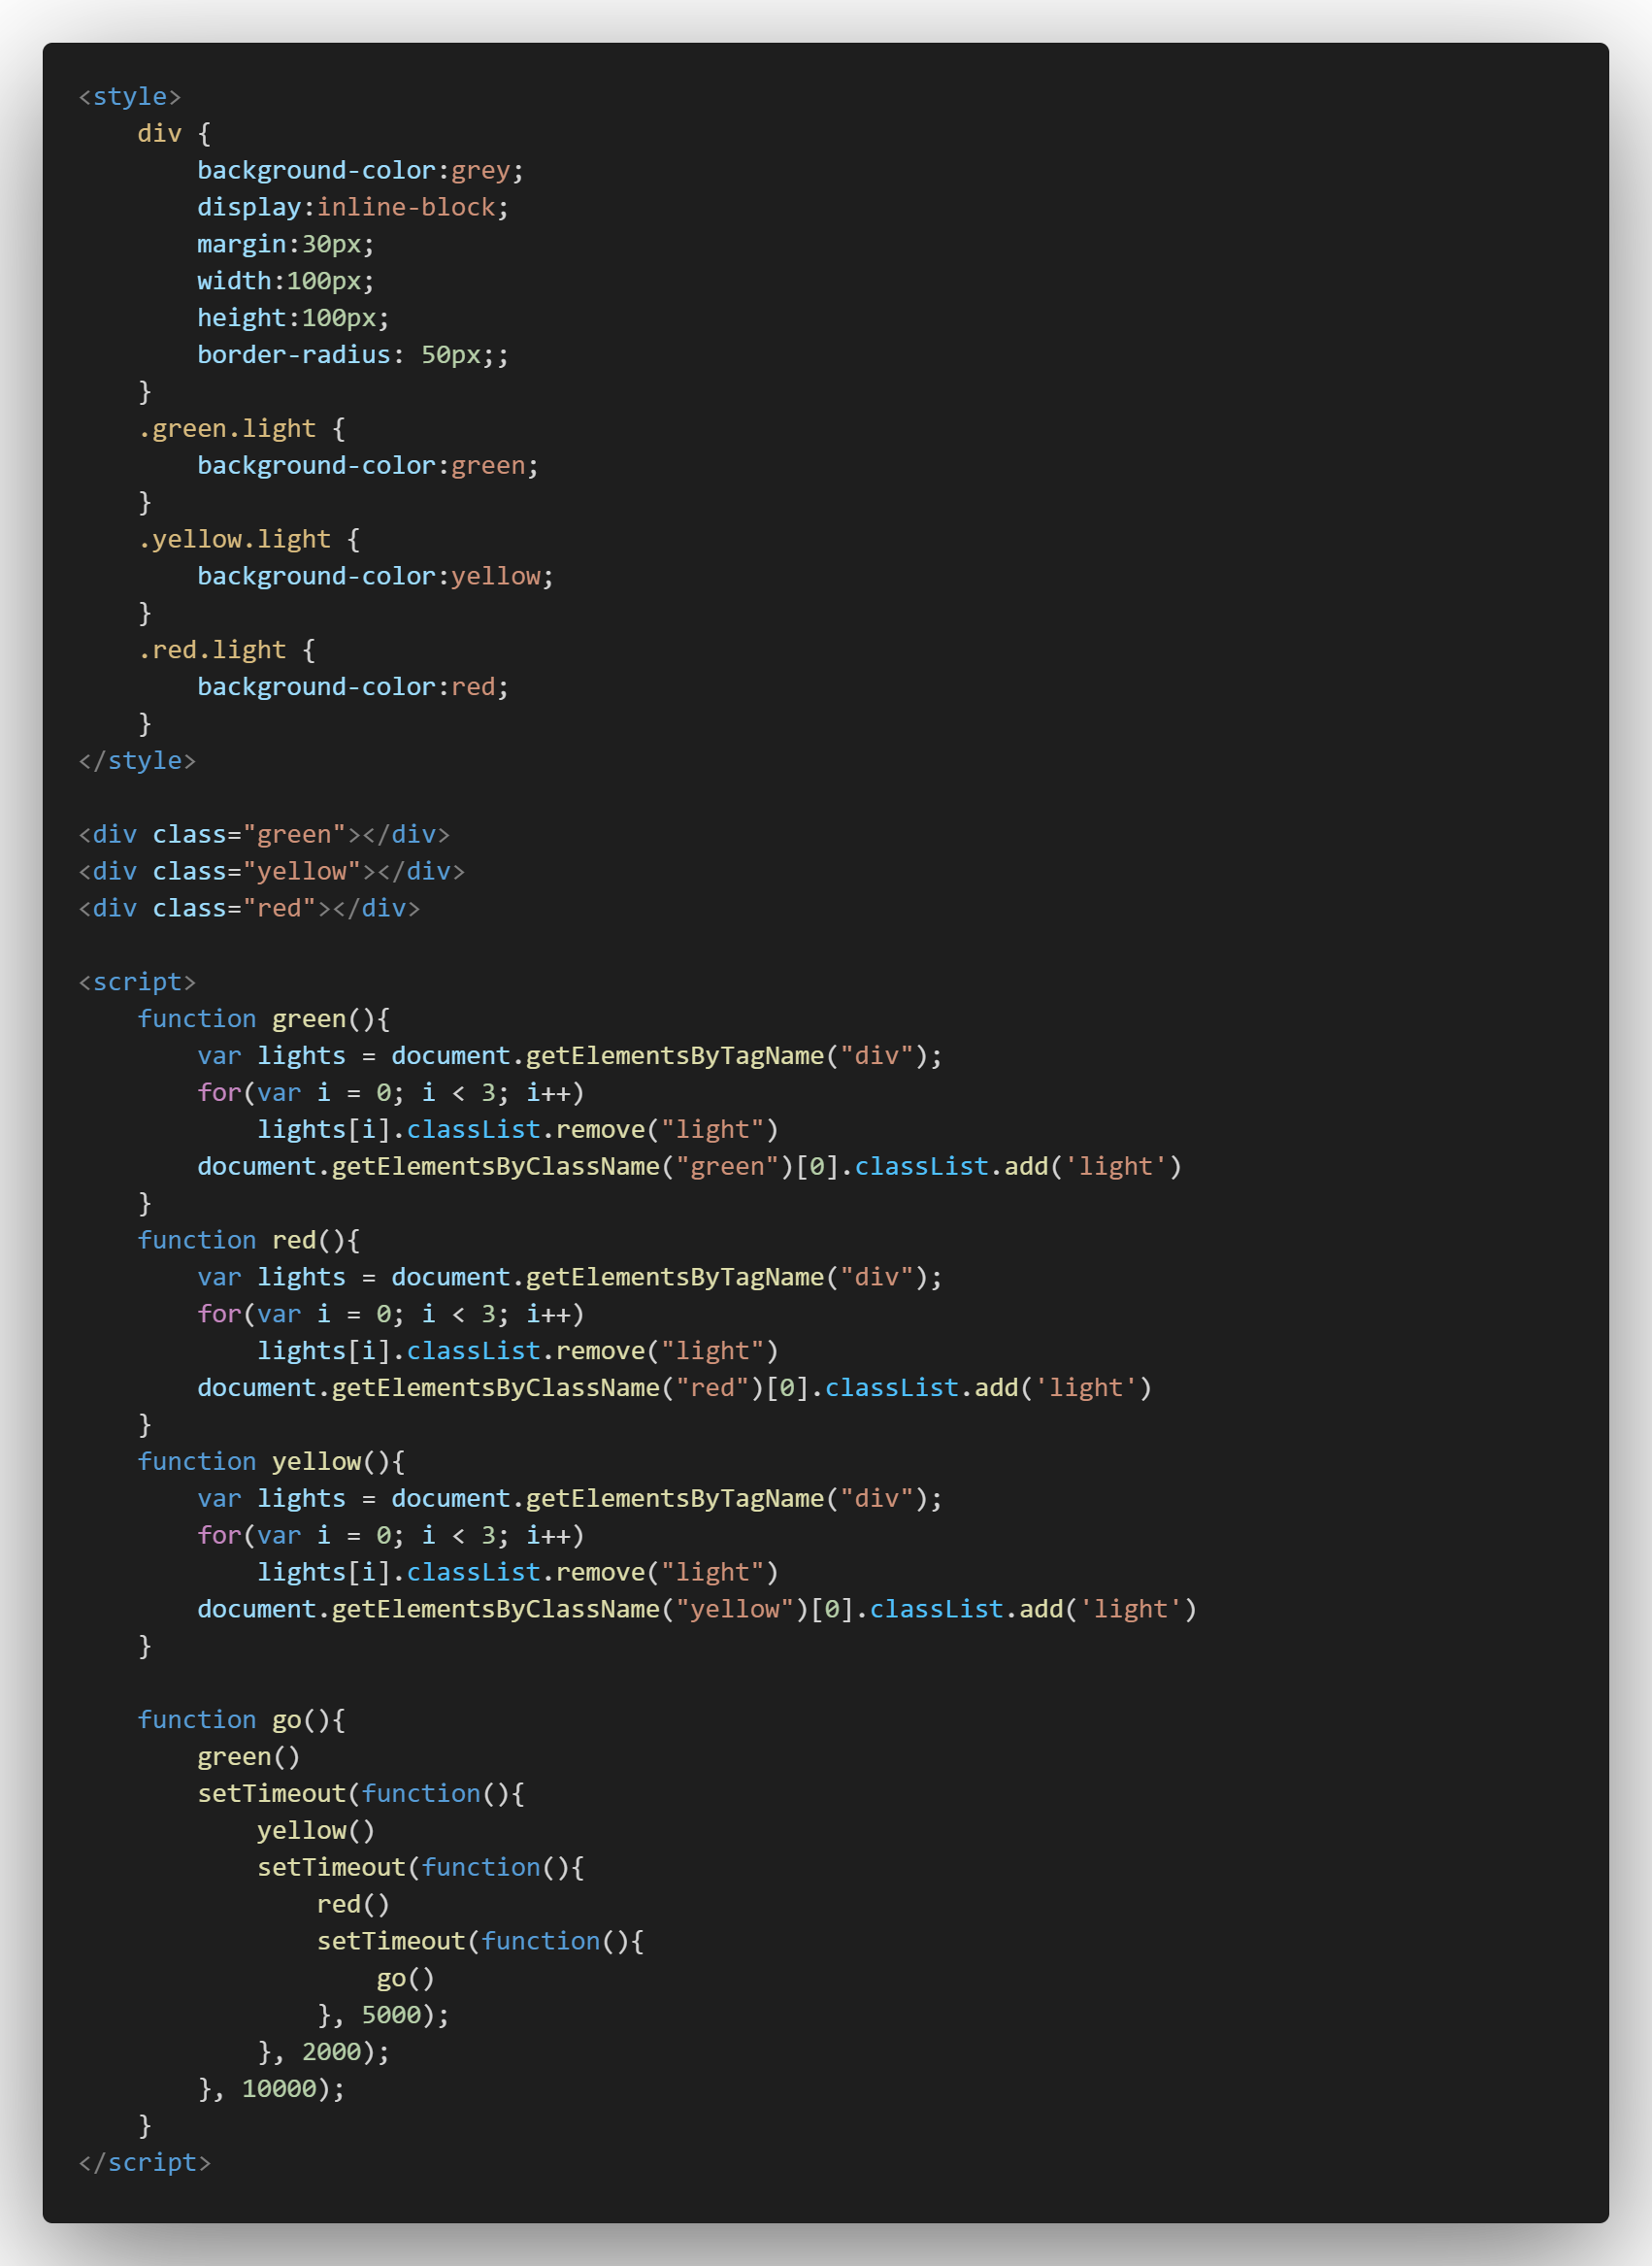 <style>
    div {
        background-color:grey;
        display:inline-block;
        margin:30px;
        width:100px;
        height:100px;
        border-radius: 50px;;
    }
    .green.light {
        background-color:green;
    }
    .yellow.light {
        background-color:yellow;
    }
    .red.light {
        background-color:red;
    }
</style>

<div class="green"></div>
<div class="yellow"></div>
<div class="red"></div>

<script>
    function green(){
        var lights = document.getElementsByTagName("div");
        for(var i = 0; i < 3; i++)
            lights[i].classList.remove("light")
        document.getElementsByClassName("green")[0].classList.add('light')
    }
    function red(){
        var lights = document.getElementsByTagName("div");
        for(var i = 0; i < 3; i++)
            lights[i].classList.remove("light")
        document.getElementsByClassName("red")[0].classList.add('light')
    }
    function yellow(){
        var lights = document.getElementsByTagName("div");
        for(var i = 0; i < 3; i++)
            lights[i].classList.remove("light")
        document.getElementsByClassName("yellow")[0].classList.add('light')
    }

    function go(){
        green()
        setTimeout(function(){
            yellow()
            setTimeout(function(){
                red()
                setTimeout(function(){
                    go()
                }, 5000);
            }, 2000);
        }, 10000);
    }
</script>